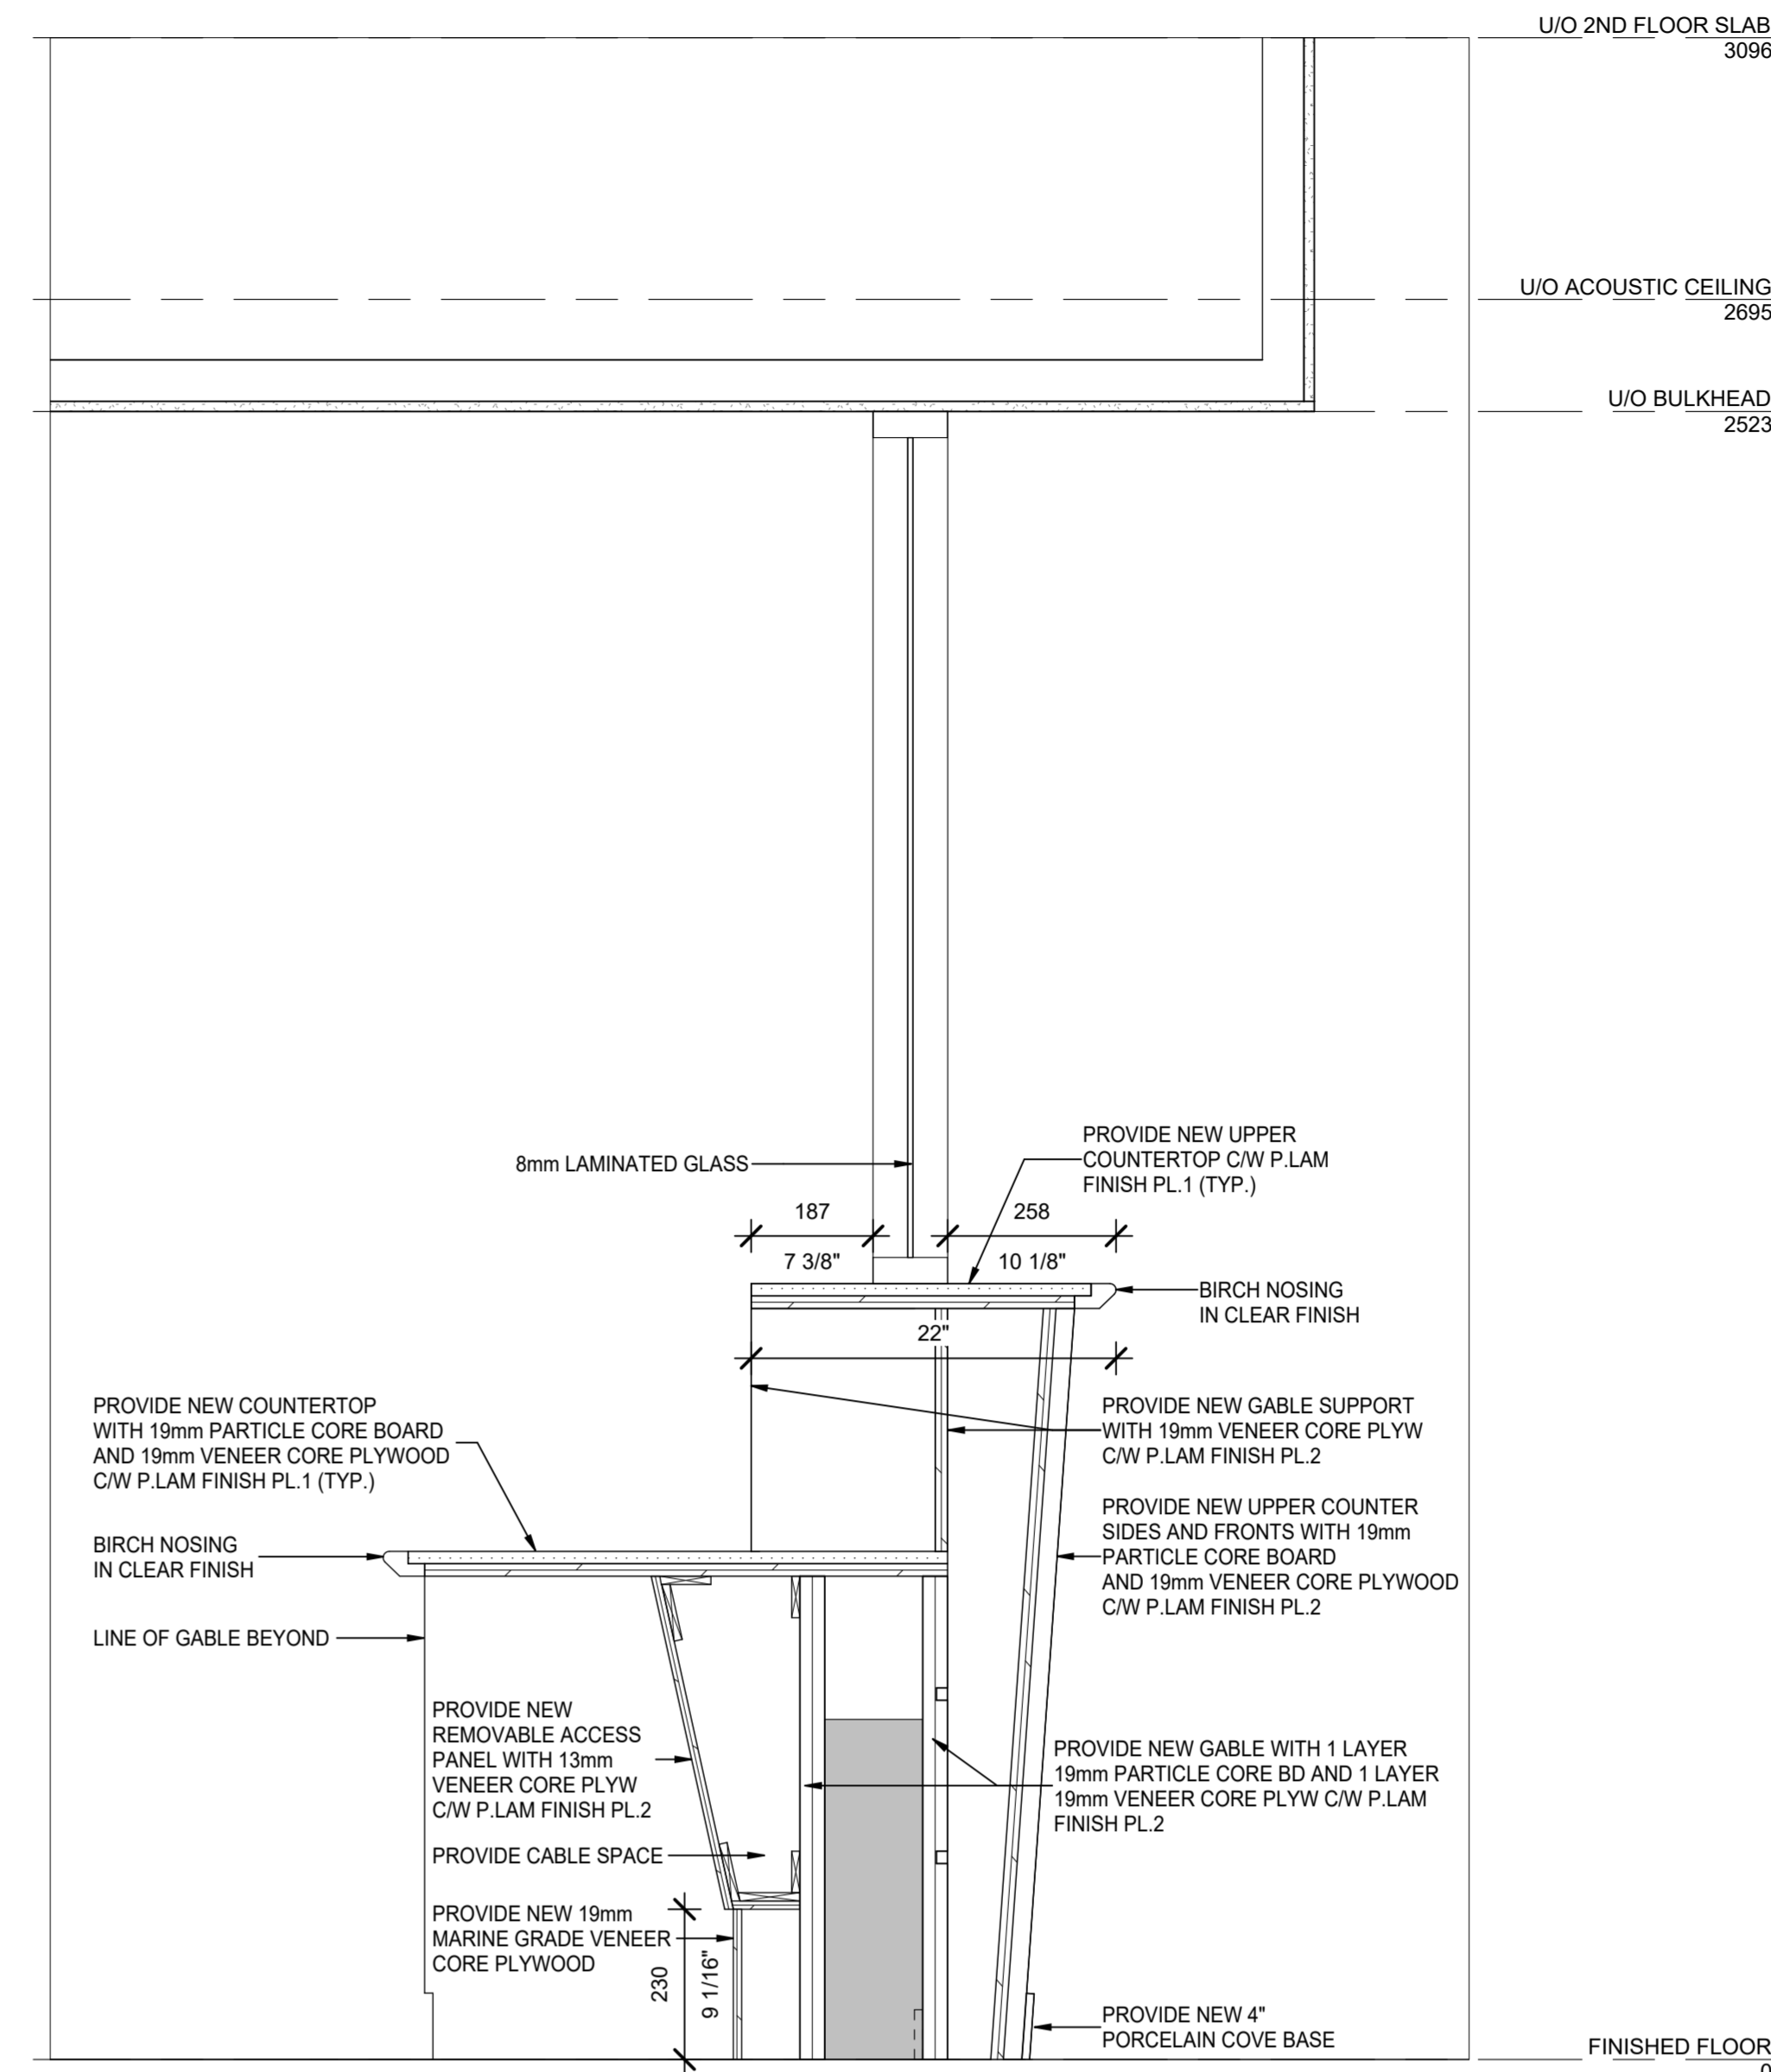 U/O 2ND FLOOR SLAB
3096
U/O ACOUSTIC CEILING
2695
U/O BULKHEAD
2523
PROVIDE NEW UPPER
COUNTERTOP C/W P.LAM
FINISH PL.1 (TYP.)
8mm LAMINATED GLASS
187
258
7 3/8"
10 1/8"
BIRCH NOSING
IN CLEAR FINISH
22"
PROVIDE NEW COUNTERTOP
WITH 19mm PARTICLE CORE BOARD
AND 19mm VENEER CORE PLYWOOD
C/W P.LAM FINISH PL.1 (TYP.)
PROVIDE NEW GABLE SUPPORT
WITH 19mm VENEER CORE PLYW
C/W P.LAM FINISH PL.2
PROVIDE NEW UPPER COUNTER
SIDES AND FRONTS WITH 19mm
PARTICLE CORE BOARD
AND 19mm VENEER CORE PLYWOOD
C/W P.LAM FINISH PL.2
BIRCH NOSING
IN CLEAR FINISH
LINE OF GABLE BEYOND
PROVIDE NEW
REMOVABLE ACCESS
PANEL WITH 13mm
VENEER CORE PLYW
C/W P.LAM FINISH PL.2
PROVIDE NEW GABLE WITH 1 LAYER
19mm PARTICLE CORE BD AND 1 LAYER
19mm VENEER CORE PLYW C/W P.LAM
FINISH PL.2
PROVIDE CABLE SPACE
PROVIDE NEW 19mm
MARINE GRADE VENEER
CORE PLYWOOD
230
9 1/16"
PROVIDE NEW 4"
PORCELAIN COVE BASE
FINISHED FLOOR
0